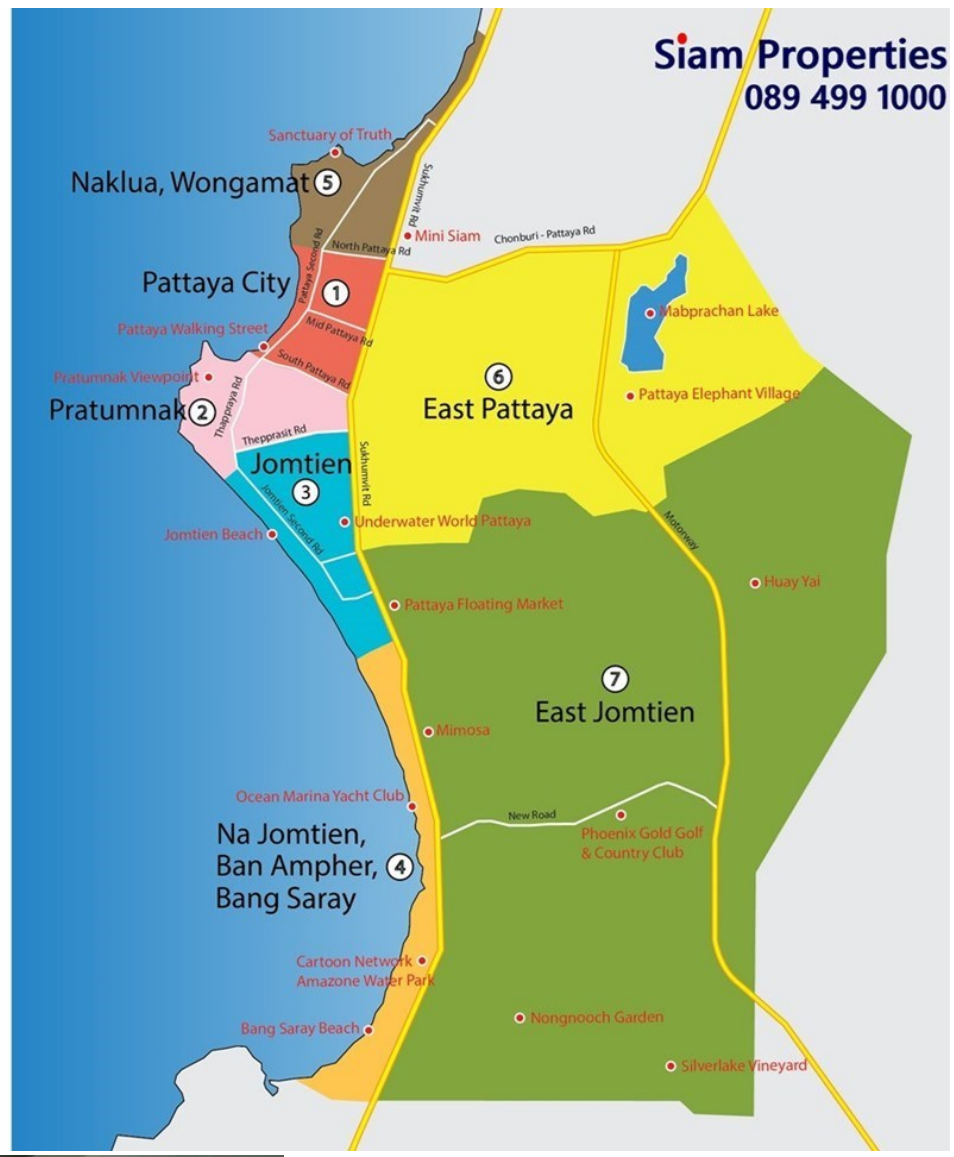 Siam Properties
089 499 1000
Sanctuary of Truth
Naklua, Wongamat 5
Sukhumvit Rd
Mini Siam
Chonburi - Pattaya Rd
North Pattaya Rd
Pattaya Second Rd
Pattaya City
1
Mabprachan Lake
Mid Pattaya Rd
Pattaya Walking Street
South Pattaya Rd
Pratumnak Viewpoint
6
East Pattaya
Pattaya Elephant Village
Pratumnak 2
Thappraya Rd
Thepprasit Rd
Jomtien
3
Sukhumvit Rd
Jomtien Second Rd
Underwater World Pattaya
Jomtien Beach
Motorway
Huay Yai
Pattaya Floating Market
7
East Jomtien
Mimosa
Ocean Marina Yacht Club
New Road
Phoenix Gold Golf
& Country Club
Na Jomtien,
Ban Ampher,
Bang Saray
4
Cartoon Network
Amazone Water Park
Bang Saray Beach
Nongnooch Garden
Silverlake Vineyard